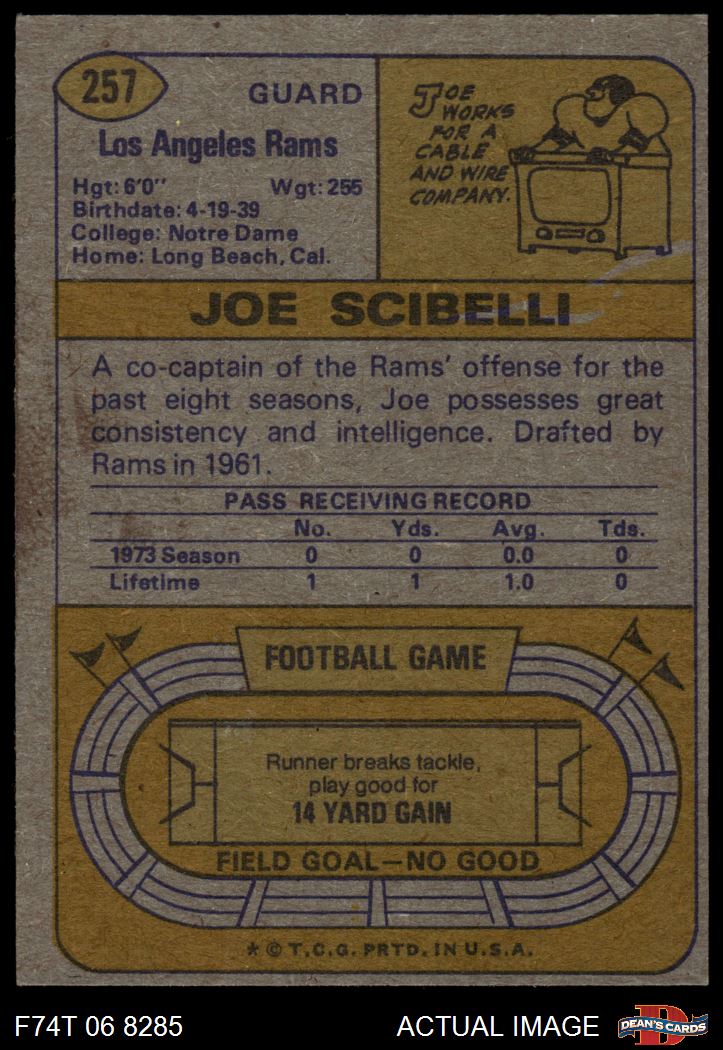 257
GUARD
Los Angeles Rams
Hgt: 6'0" Wgt: 255
Birthdate: 4-19-39
College: Notre Dame
Home: Long Beach, Cal.
JOE
WORKS
FOR A
CABLE
AND WIRE
COMPANY.
JOE SCIBELLI
A co-captain of the Rams' offense for the
past eight seasons, Joe possesses great
consistency and intelligence. Drafted by
Rams in 1961.
PASS RECEIVING RECORD
No. Yds. Avg. Tds.
1973 Season 0 0 0.0 0
Lifetime 1 1 1.0 0
FOOTBALL GAME
Runner breaks tackle,
play good for
14 YARD GAIN
FIELD GOAL—NO GOOD
* © T.C.G. PRTD. IN U.S.A.
F74T 06 8285 ACTUAL IMAGE
D
DEAN'S CARDS